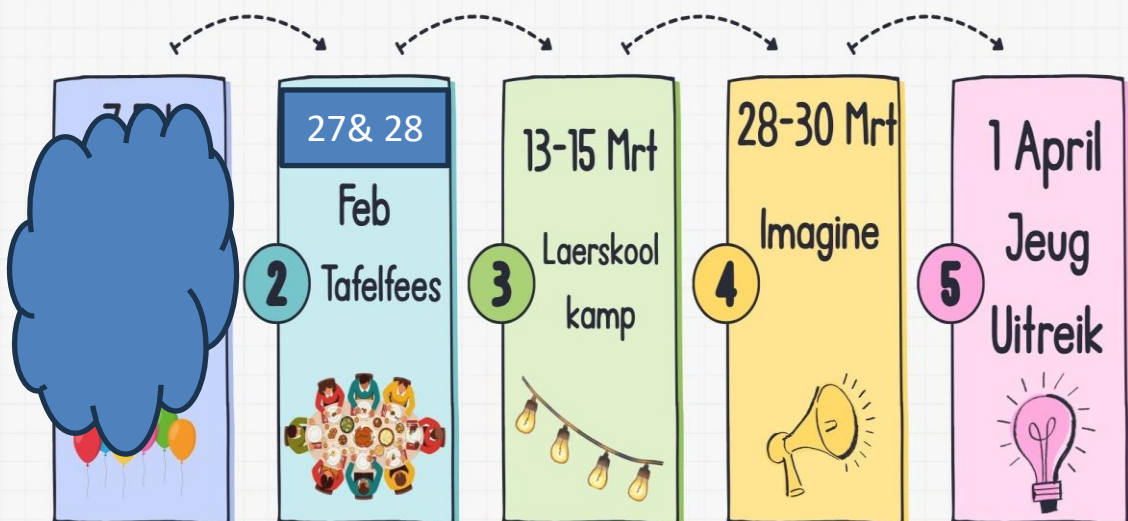 27& 28
Feb
2
Tafelfees
13-15 Mrt
3
Laerskool
kamp
28-30 Mrt
4
Imagine
1 April
5
Jeug
Uitreik